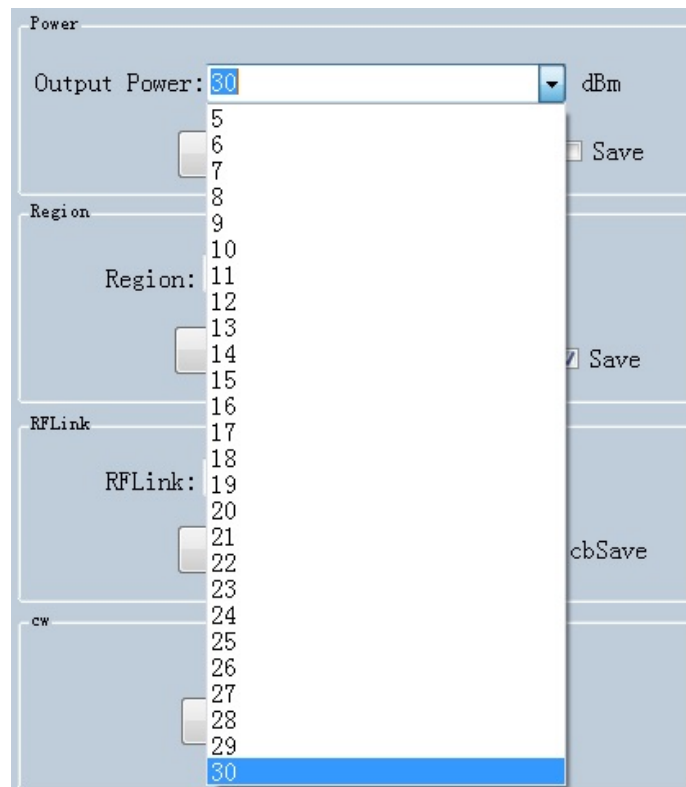 Power
Output Power: 30 dBm
5
6
Save
7
8
Region
9
10
Region: 11
12
13
14
Save
15
16
RFLink
17
18
RFLink: 19
20
21
cbSave
22
23
24
cw
25
26
27
28
29
30